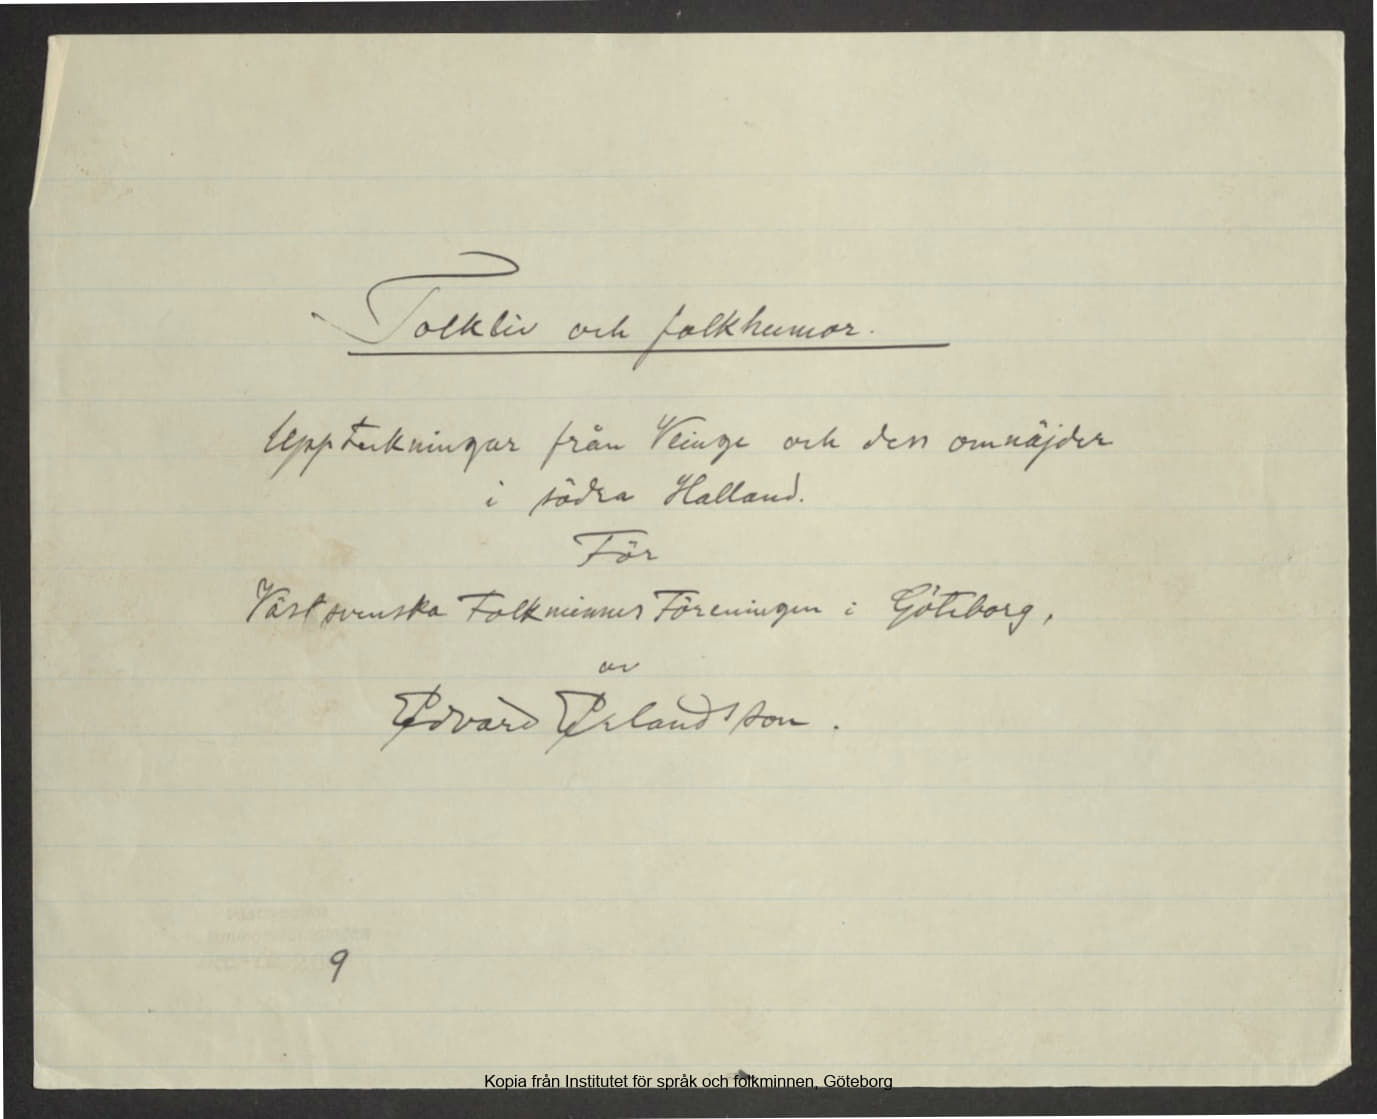 Folkliv och folkhumor.
Uppteckningar från Veinge och dess omnäjder
i södra Halland.
För
Västsvenska Folkminnes Föreningen i Göteborg,
av
Edvard Erlandsson.
9
Kopia från Institutet för språk och folkminnen, Göteborg